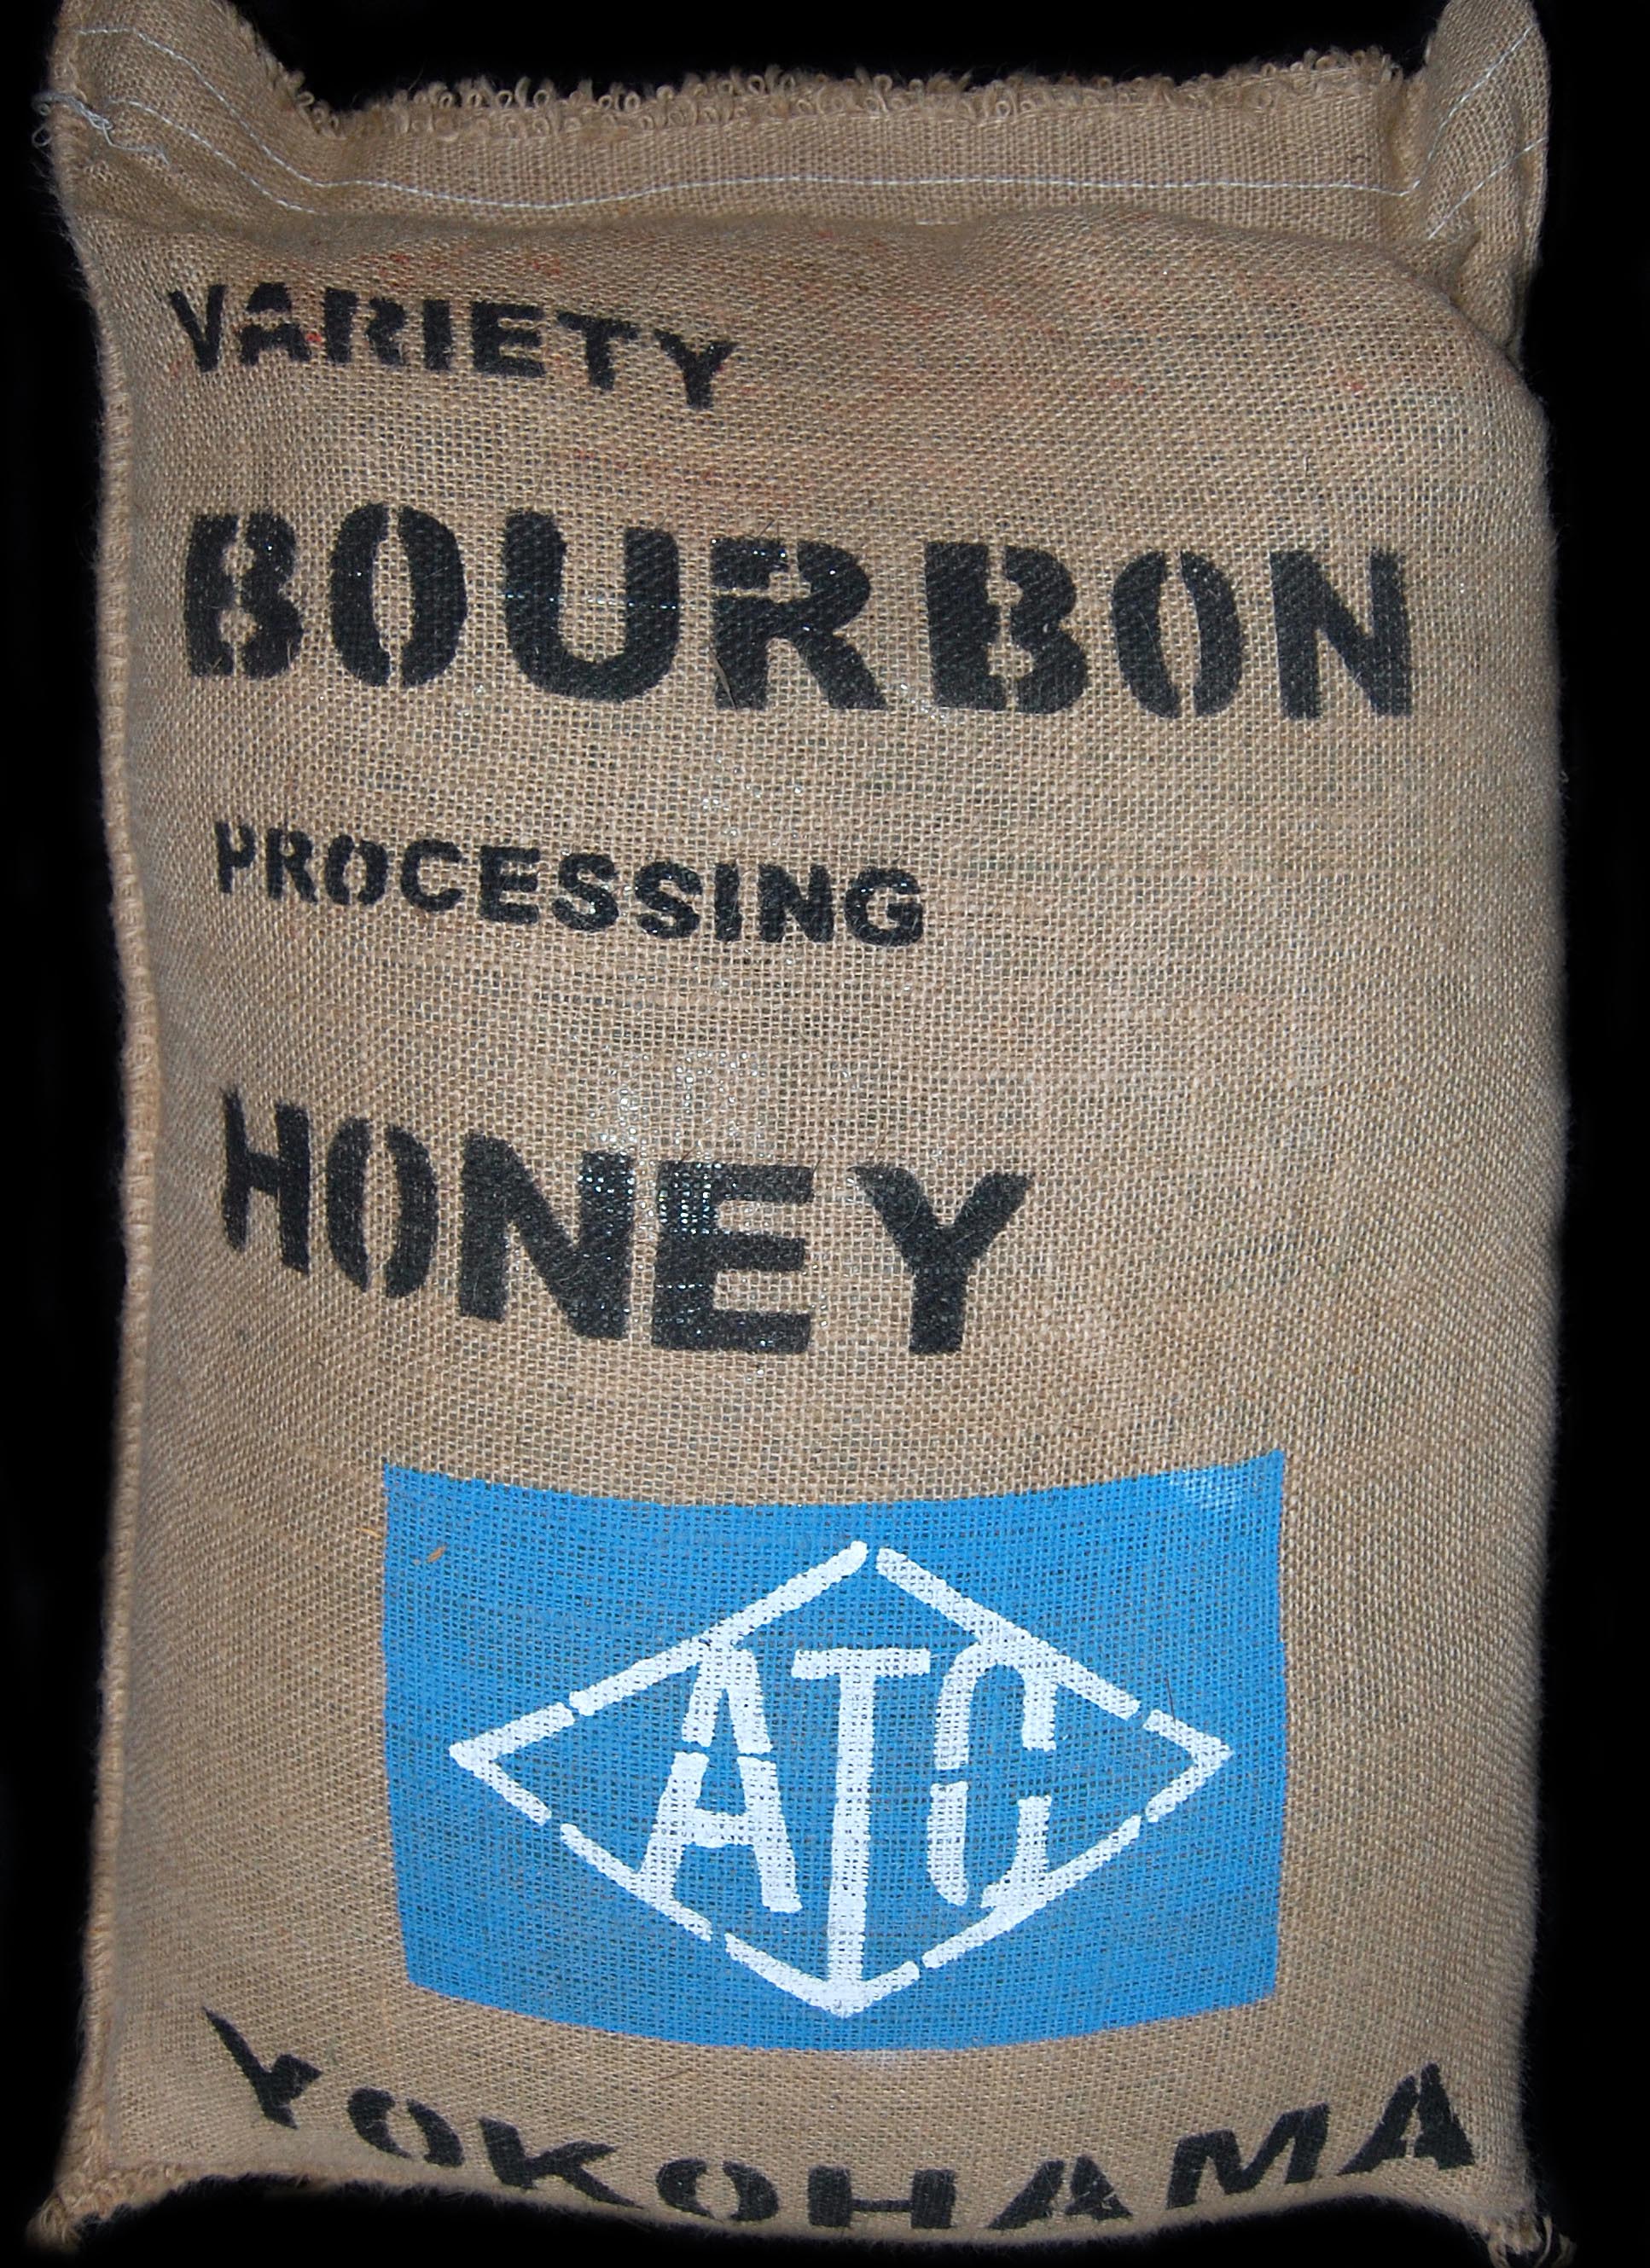 VARIETY
BOURBON
PROCESSING
HONEY
ATC
YOKOHAMA